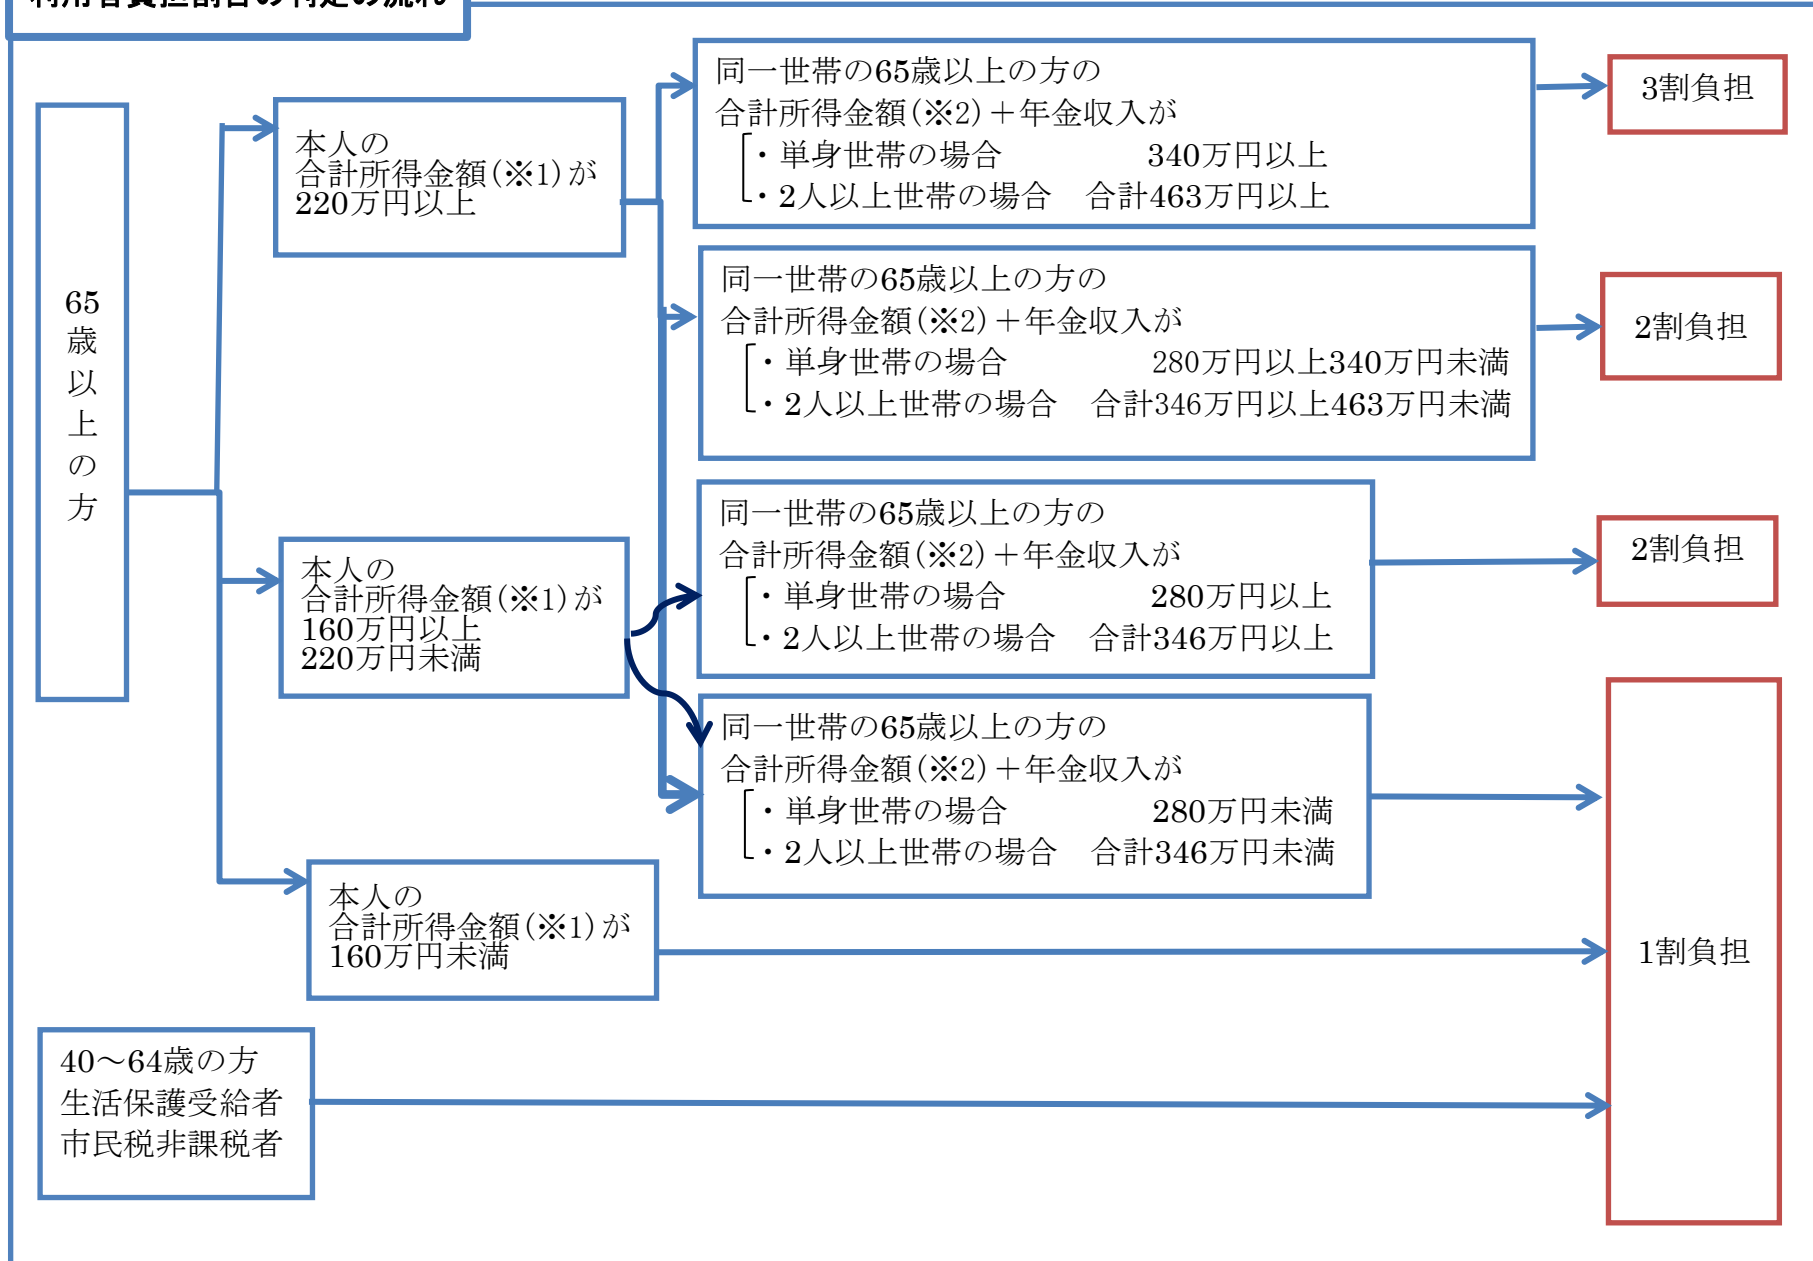 利用者負担割合の判定の流れ
65歳以上の方
本人の
合計所得金額(※1)が
220万円以上
同一世帯の65歳以上の方の
合計所得金額(※2)+年金収入が
・単身世帯の場合 340万円以上
・2人以上世帯の場合 合計463万円以上
3割負担
同一世帯の65歳以上の方の
合計所得金額(※2)+年金収入が
・単身世帯の場合 280万円以上340万円未満
・2人以上世帯の場合 合計346万円以上463万円未満
2割負担
本人の
合計所得金額(※1)が
160万円以上
220万円未満
同一世帯の65歳以上の方の
合計所得金額(※2)+年金収入が
・単身世帯の場合 280万円以上
・2人以上世帯の場合 合計346万円以上
2割負担
同一世帯の65歳以上の方の
合計所得金額(※2)+年金収入が
・単身世帯の場合 280万円未満
・2人以上世帯の場合 合計346万円未満
本人の
合計所得金額(※1)が
160万円未満
1割負担
40～64歳の方
生活保護受給者
市民税非課税者